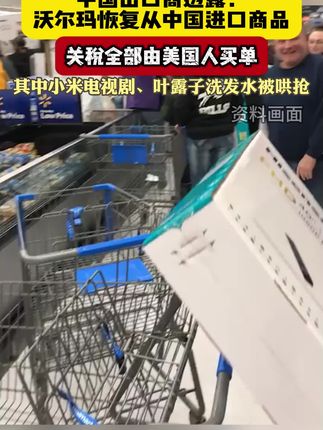 中国出口商透露：
沃尔玛恢复从中国进口商品
关税全部由美国人买单
其中小米电视剧、叶露子洗发水被哄抢
资料画面
Low Price